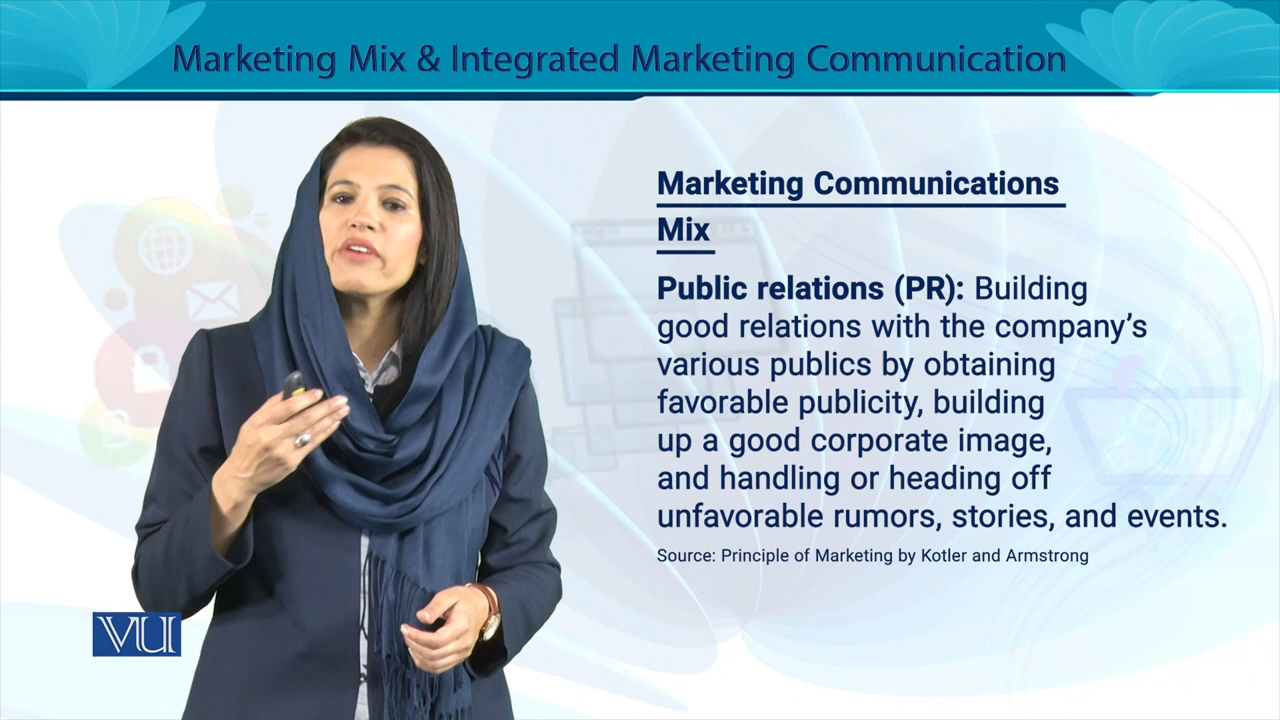 Marketing Mix & Integrated Marketing Communication
Marketing Communications
Mix
Public relations (PR): Building
good relations with the company’s
various publics by obtaining
favorable publicity, building
up a good corporate image,
and handling or heading off
unfavorable rumors, stories, and events.
Source: Principle of Marketing by Kotler and Armstrong
VU